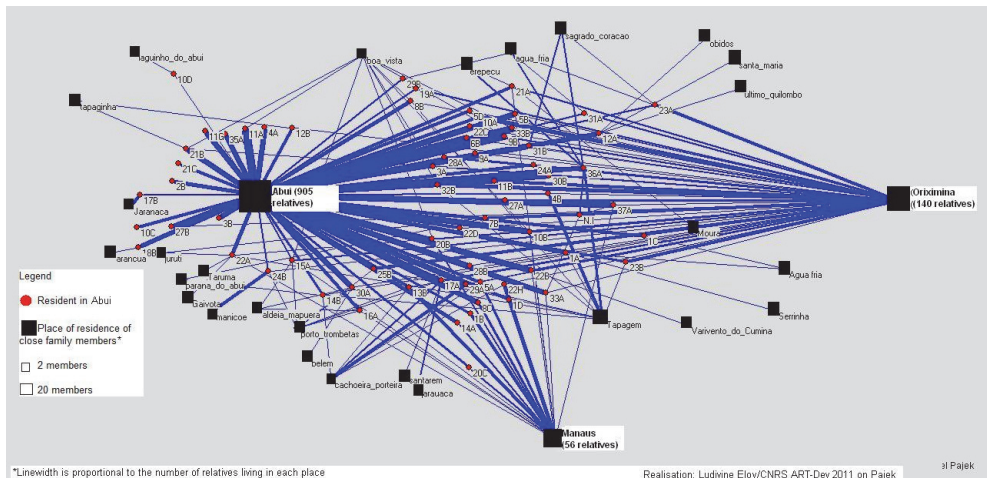 sagrado_coracao
obidos
laguinho_do_abui
boa_vista
agua_fria
santa_maria
erepecu
10D
29B
ultimo_quilombo
19A
21A
Tapaginha
8B
23A
5D
5B
31A
10A
11A
4A
12B
22C
33B
12A
35A
6B
9B
31B
21B
28A
9A
21C
3A
24A
36A
2B
32B
11B
30B
Abui (905
relatives)
4B
Oriximina
((140 relatives)
17B
27A
37A
Jaranaca
3B
7B
N.I
Moura
10C
27B
22D
10B
1C
20B
arancua
18B
juruti
22A
15A
1A
Legend
Taruma
24B
25B
28B
22B
23B
Agua fria
Resident in Abui
parana_do_abui
17A
29A
5A
22H
Gaivota
14B
30A
13B
33A
Place of residence of
close family members*
manicoe
aldeia_mapuera
16A
8C
1D
Serrinha
1B
Tapagem
porto_trombetas
14A
Varivento_do_Cumina
2 members
belem
20C
20 members
cachoeira_porteira
santarem
jarauaca
Manaus
(56 relatives)
el Pajek
*Linewidth is proportional to the number of relatives living in each place
Realisation: Ludivine Eloy/CNRS ART-Dev 2011 on Pajek